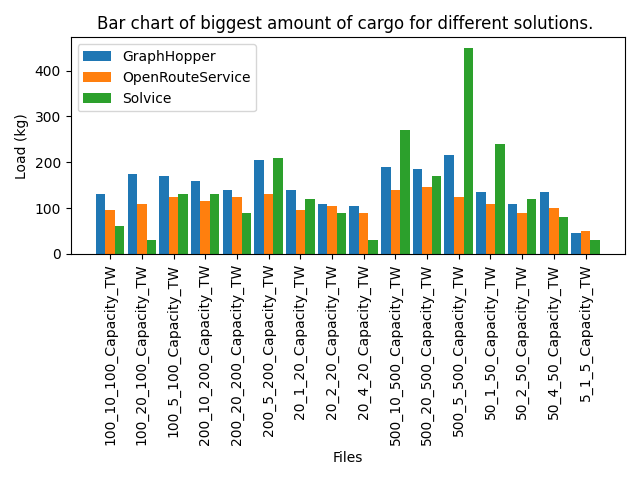 Bar chart of biggest amount of cargo for different solutions.
GraphHopper
OpenRouteService
Solvice
Load (kg)
400
300
200
100
0
100_10_100_Capacity_TW
100_20_100_Capacity_TW
100_5_100_Capacity_TW
200_10_200_Capacity_TW
200_20_200_Capacity_TW
200_5_200_Capacity_TW
20_1_20_Capacity_TW
20_2_20_Capacity_TW
20_4_20_Capacity_TW
500_10_500_Capacity_TW
500_20_500_Capacity_TW
500_5_500_Capacity_TW
50_1_50_Capacity_TW
50_2_50_Capacity_TW
50_4_50_Capacity_TW
5_1_5_Capacity_TW
Files